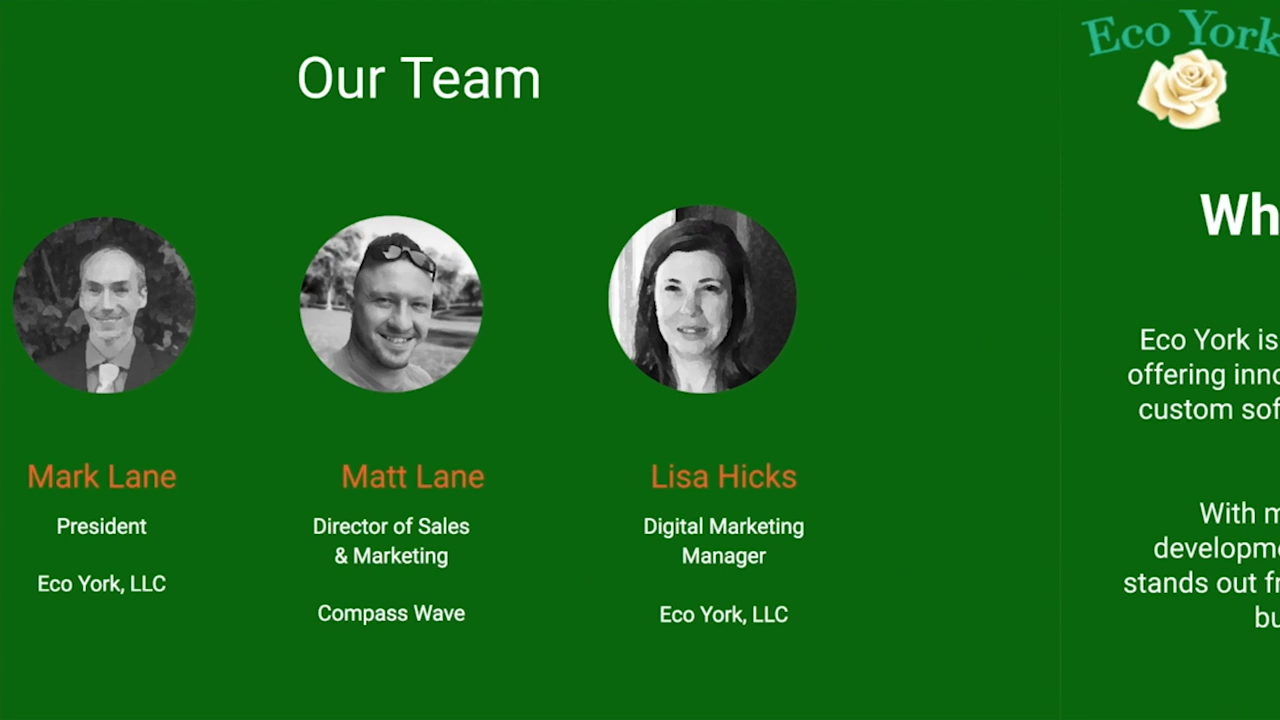 Our Team
Mark Lane
President
Eco York, LLC
Matt Lane
Director of Sales
& Marketing
Compass Wave
Lisa Hicks
Digital Marketing
Manager
Eco York, LLC
Eco York
Wh
Eco York is
offering inno
custom sof
With m
developme
stands out fr
bu